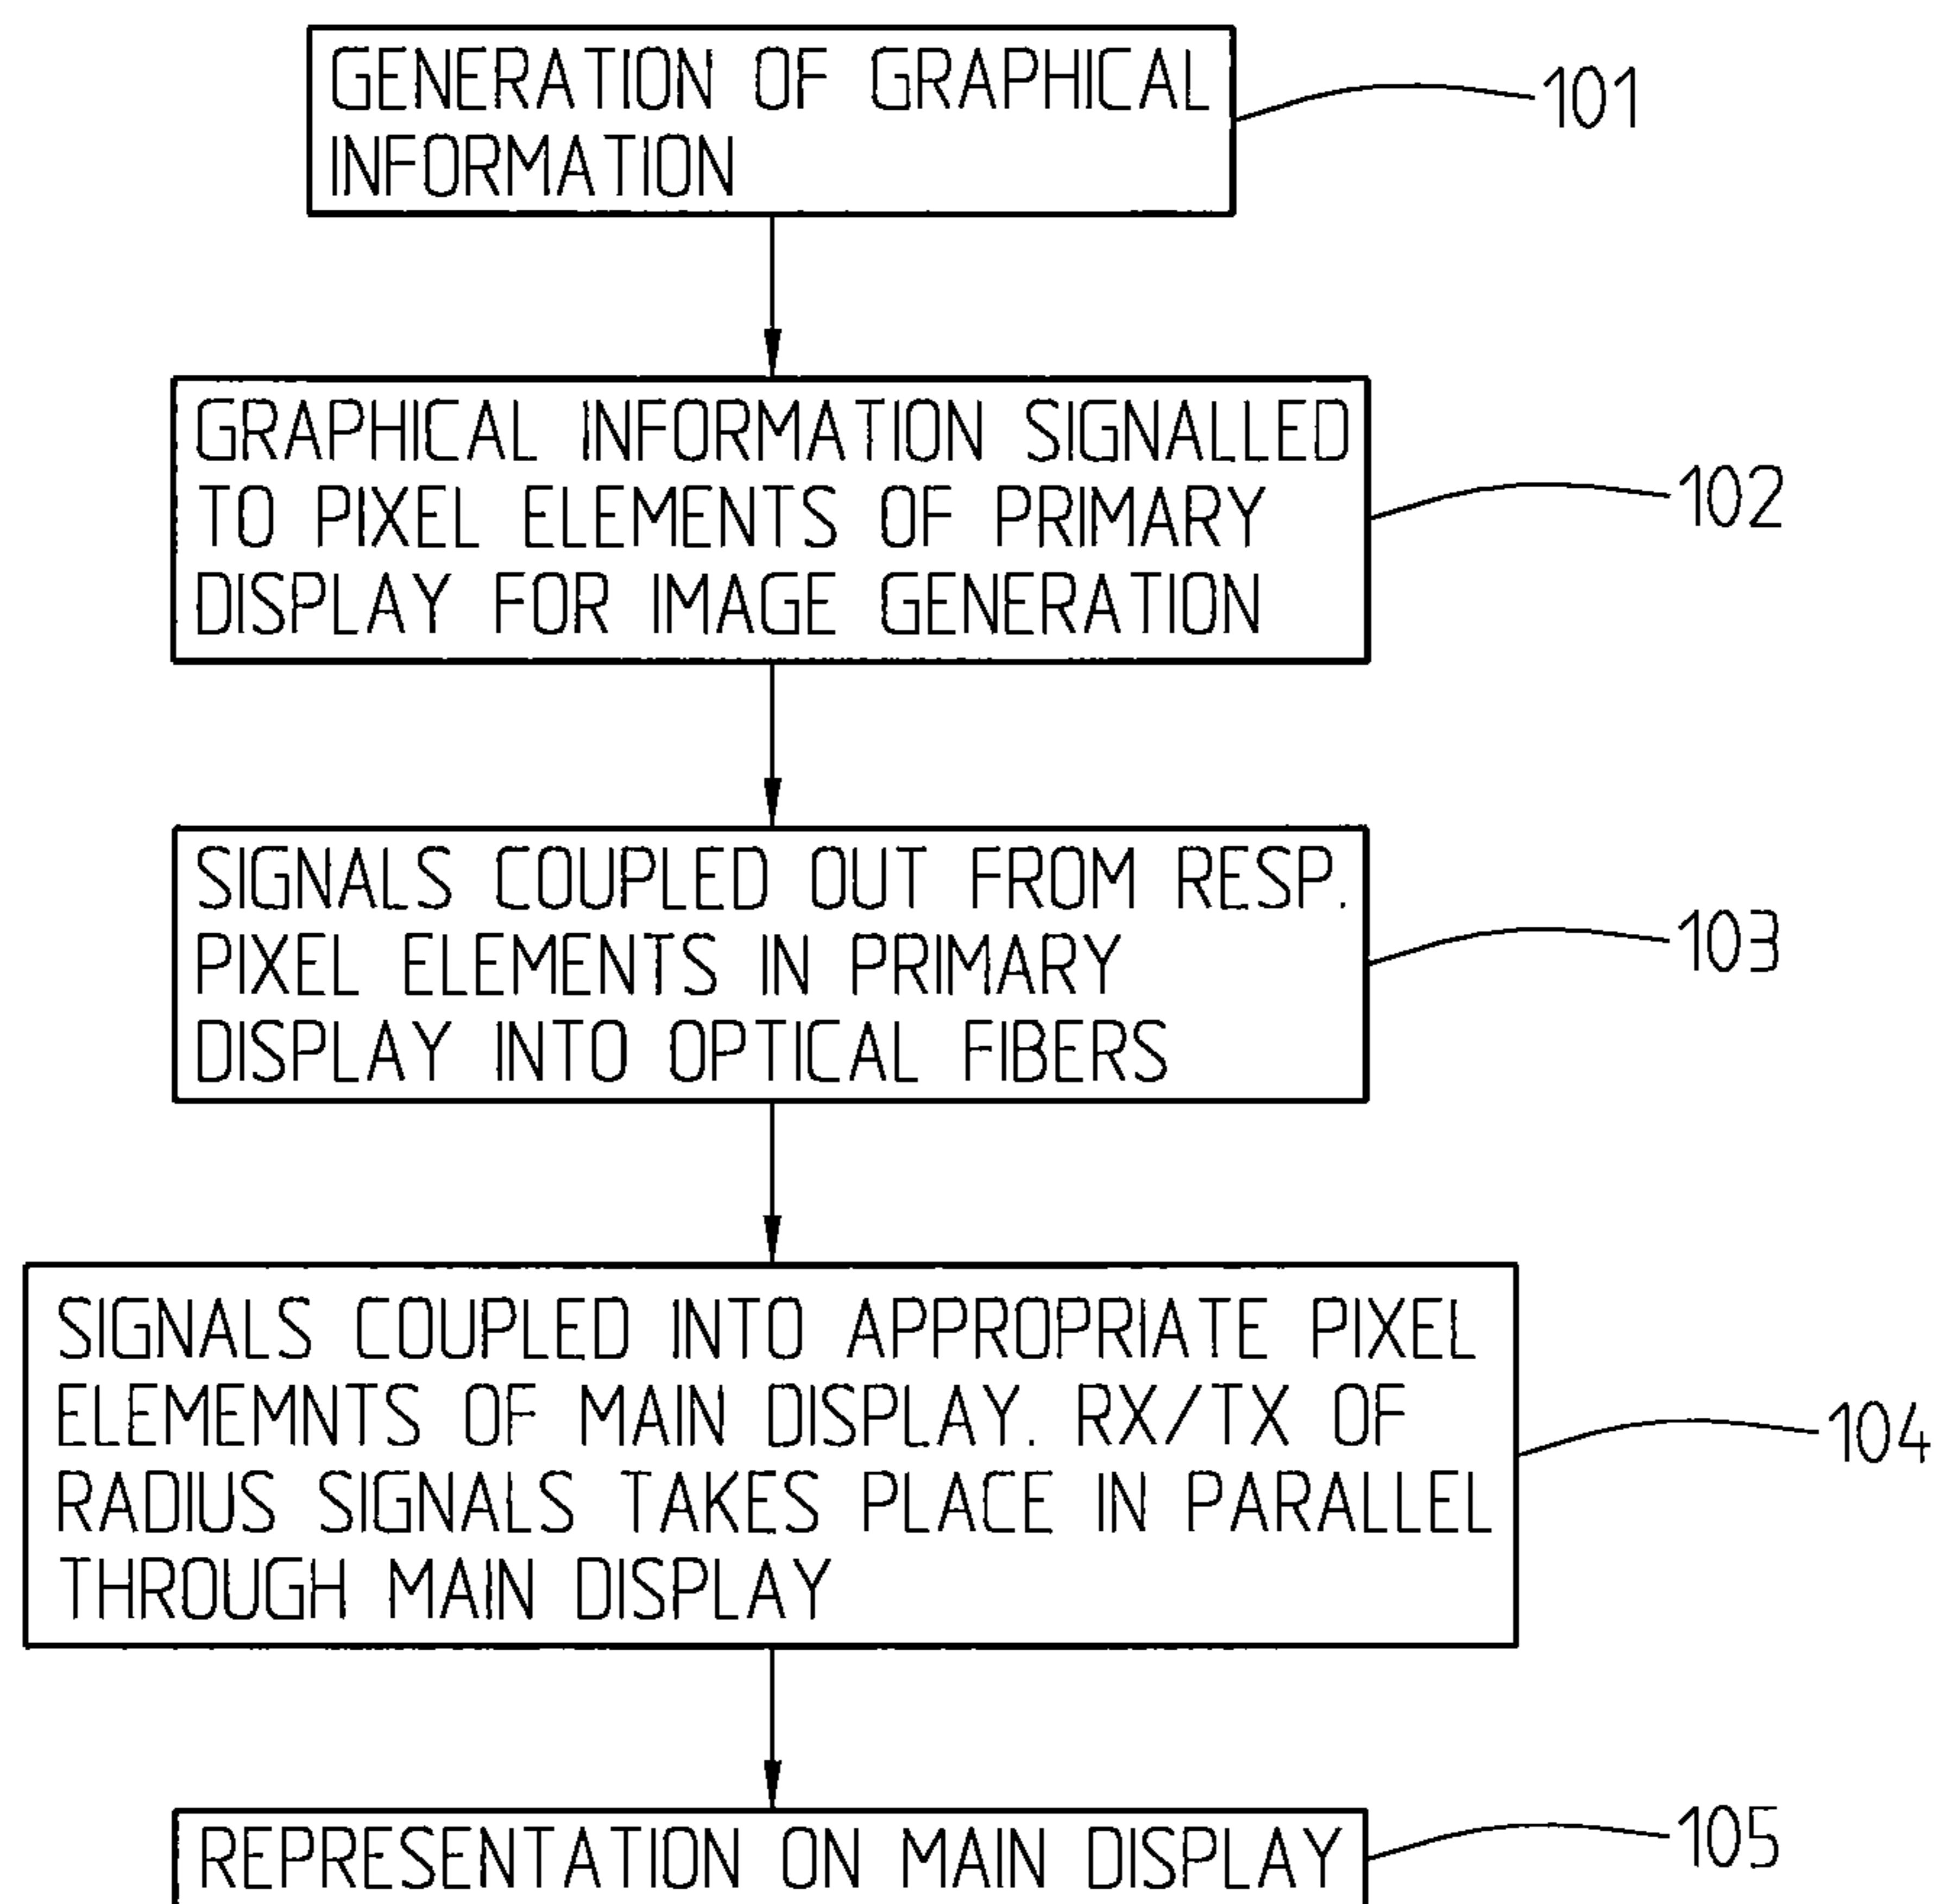 GENERATION OF GRAPHICAL
INFORMATION
101
GRAPHICAL INFORMATION SIGNALLED
TO PIXEL ELEMENTS OF PRIMARY
DISPLAY FOR IMAGE GENERATION
102
SIGNALS COUPLED OUT FROM RESP.
PIXEL ELEMENTS IN PRIMARY
DISPLAY INTO OPTICAL FIBERS
103
SIGNALS COUPLED INTO APPROPRIATE PIXEL
ELEMEMNTS OF MAIN DISPLAY. RX/TX OF
RADIUS SIGNALS TAKES PLACE IN PARALLEL
THROUGH MAIN DISPLAY
104
REPRESENTATION ON MAIN DISPLAY
105